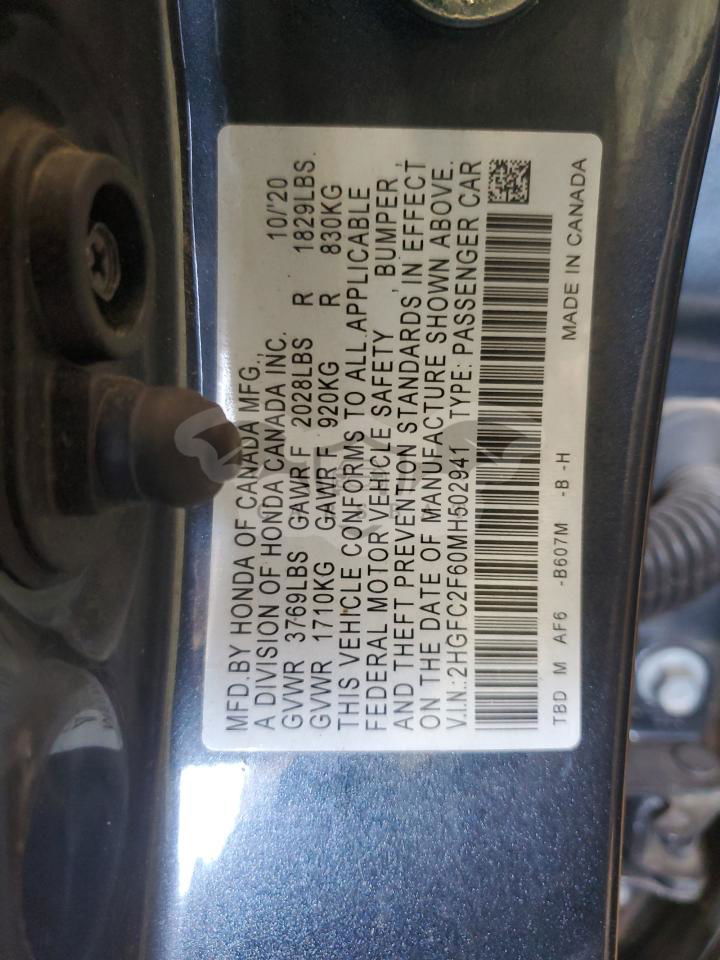 MFD.BY HONDA OF CANADA MFG., 10/'20
A DIVISION OF HONDA CANADA INC.
GVWR 3769LBS GAWR F 2028LBS R 1829LBS.
GVWR 1710KG GAWR F 920KG R 830KG
THIS VEHICLE CONFORMS TO ALL APPLICABLE
FEDERAL MOTOR VEHICLE SAFETY , BUMPER ,
AND THEFT PREVENTION STANDARDS IN EFFECT
ON THE DATE OF MANUFACTURE SHOWN ABOVE.
V.I.N.:2HGFC2F60MH502941 TYPE: PASSENGER CAR
TBD M AF6 -B607M -B -H MADE IN CANADA